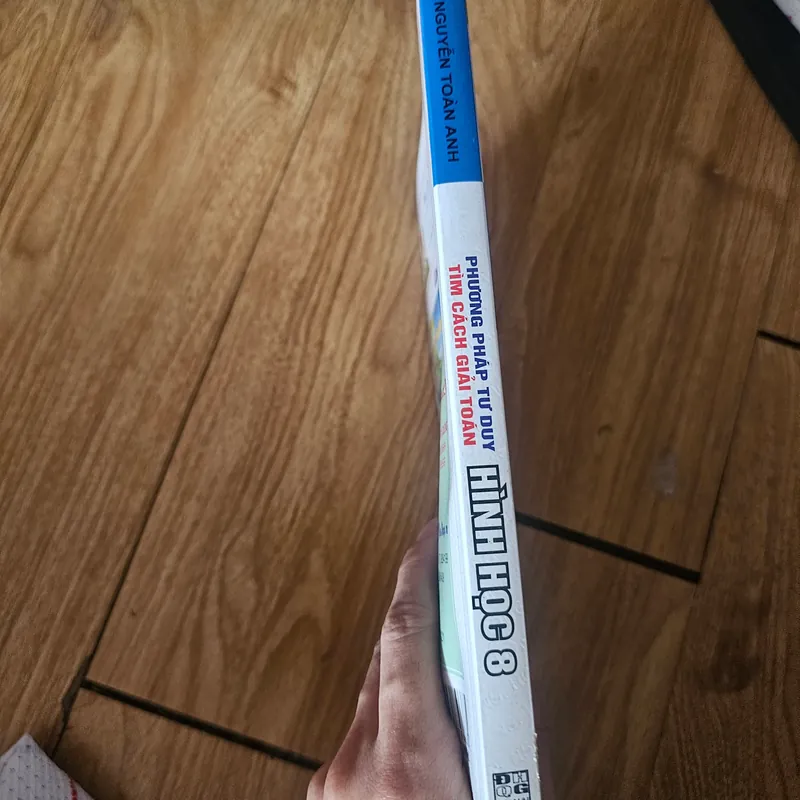 NGUYỄN TOÀN ANH
PHƯƠNG PHÁP TƯ DUY
TÌM CÁCH GIẢI TOÁN
HÌNH HỌC 8